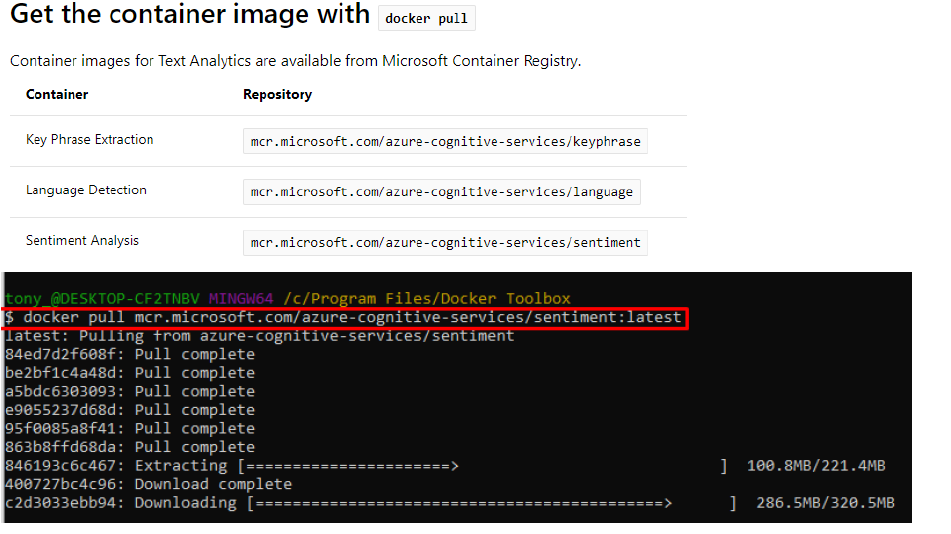 Get the container image with docker pull
Container images for Text Analytics are available from Microsoft Container Registry.
Container Repository
Key Phrase Extraction mcr.microsoft.com/azure-cognitive-services/keyphrase
Language Detection mcr.microsoft.com/azure-cognitive-services/language
Sentiment Analysis mcr.microsoft.com/azure-cognitive-services/sentiment
tony_@DESKTOP-CF2TNBV MINGW64 /c/Program Files/Docker Toolbox
$ docker pull mcr.microsoft.com/azure-cognitive-services/sentiment:latest
latest: Pulling from azure-cognitive-services/sentiment
84ed7d2f608f: Pull complete
be2bf1c4a48d: Pull complete
a5bdc6303093: Pull complete
e9055237d68d: Pull complete
95f0085a8f41: Pull complete
863b8ffd68da: Pull complete
846193c6c467: Extracting [======================>                            ] 100.8MB/221.4MB
400727bc4c96: Download complete
c2d3033ebb94: Downloading [============================================>      ] 286.5MB/320.5MB